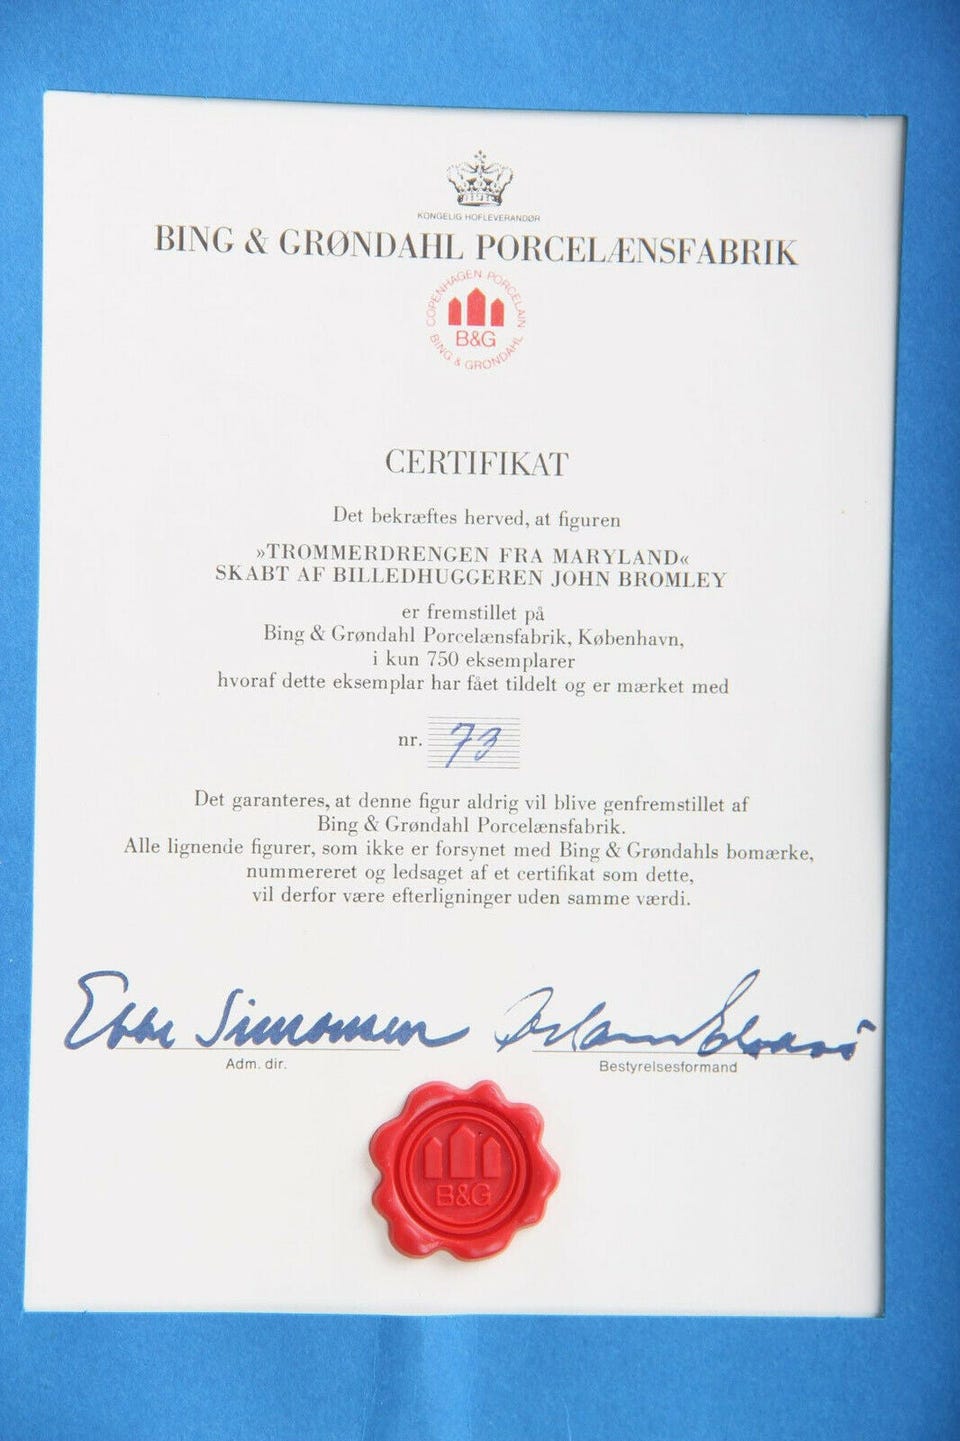 KONGELIG HOFLEVERANDØR
BING & GRØNDAHL PORCELÆNSFABRIK
COPENHAGEN PORCELAIN
B&G
BING & GRØNDAHL
CERTIFIKAT
Det bekræftes herved, at figuren
»TROMMERDRENGEN FRA MARYLAND«
SKABT AF BILLEDHUGGEREN JOHN BROMLEY
er fremstillet på
Bing & Grøndahl Porcelænsfabrik, København,
i kun 750 eksemplarer
hvoraf dette eksemplar har fået tildelt og er mærket med
nr. 73
Det garanteres, at denne figur aldrig vil blive genfremstillet af
Bing & Grøndahl Porcelænsfabrik.
Alle lignende figurer, som ikke er forsynet med Bing & Grøndahls bomærke,
nummereret og ledsaget af et certifikat som dette,
vil derfor være efterligninger uden samme værdi.
Ebbe Simonsen
Adm. dir.
Bestyrelsesformand
B&G